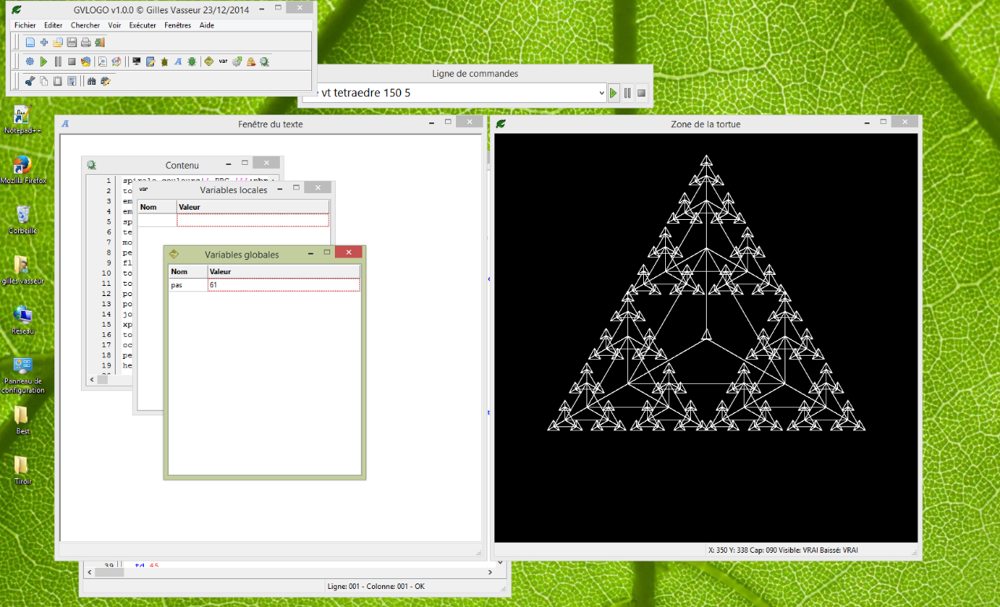 GVLOGO v1.0.0 © Gilles Vasseur 23/12/2014
Fichier Editer Chercher Voir Exécuter Fenêtres Aide
var
Ligne de commandes
vt tetraedre 150 5
Notepad++
Mozilla Firefox
Corbeille
gilles vasseur
Réseau
Panneau de
configuration
Best
Tiroir
Fenêtre du texte
Contenu
1
2 to
3 em
4 em
5 sp
6 te
7 mo
8 pe
9 fl
10 to
11 to
12 po
13 po
14 jo
15 xp
16 to
17 oc
18 pe
19 he
var Variables locales
Nom Valeur
Variables globales
Nom Valeur
pas 61
39 td 45
Ligne: 001 - Colonne: 001 - OK
Zone de la tortue
X: 350 Y: 338 Cap: 090 Visible: VRAI Baissé: VRAI